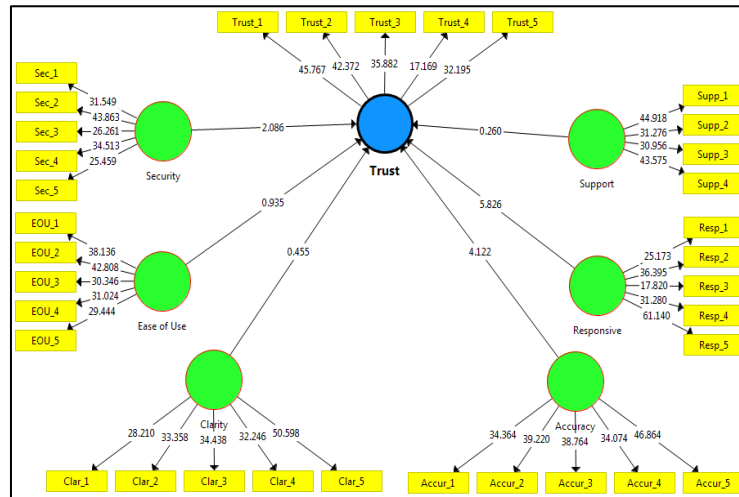 Trust_1
Trust_2
Trust_3
Trust_4
Trust_5
45.767
42.372
35.882
17.169
32.195
Trust
Sec_1
Sec_2
Sec_3
Sec_4
Sec_5
31.549
43.863
26.261
34.513
25.459
Security
2.086
Supp_1
Supp_2
Supp_3
Supp_4
44.918
31.276
30.956
43.575
Support
0.260
EOU_1
EOU_2
EOU_3
EOU_4
EOU_5
38.136
42.808
30.346
31.024
29.444
Ease of Use
0.935
Resp_1
Resp_2
Resp_3
Resp_4
Resp_5
25.173
36.395
17.820
31.280
61.140
Responsive
5.826
0.455
4.122
Clarity
28.210
33.358
34.438
32.246
50.598
Clar_1
Clar_2
Clar_3
Clar_4
Clar_5
Accuracy
34.364
39.220
38.764
34.074
46.864
Accur_1
Accur_2
Accur_3
Accur_4
Accur_5